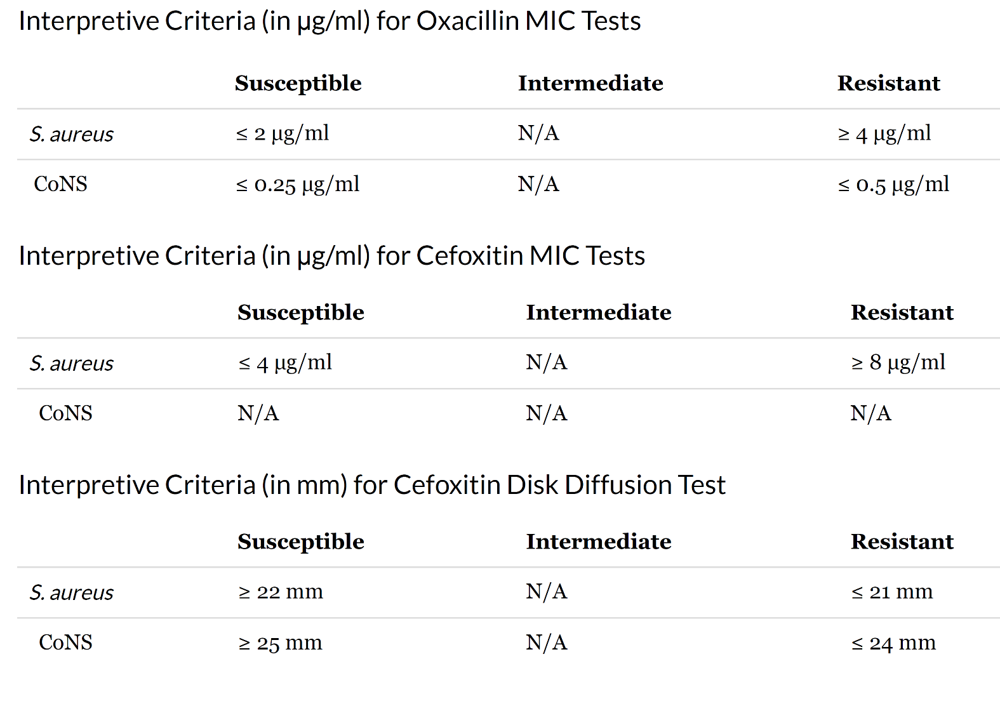 Interpretive Criteria (in µg/ml) for Oxacillin MIC Tests
Susceptible Intermediate Resistant
S. aureus ≤ 2 µg/ml N/A ≥ 4 µg/ml
CoNS ≤ 0.25 µg/ml N/A ≤ 0.5 µg/ml
Interpretive Criteria (in µg/ml) for Cefoxitin MIC Tests
Susceptible Intermediate Resistant
S. aureus ≤ 4 µg/ml N/A ≥ 8 µg/ml
CoNS N/A N/A N/A
Interpretive Criteria (in mm) for Cefoxitin Disk Diffusion Test
Susceptible Intermediate Resistant
S. aureus ≥ 22 mm N/A ≤ 21 mm
CoNS ≥ 25 mm N/A ≤ 24 mm